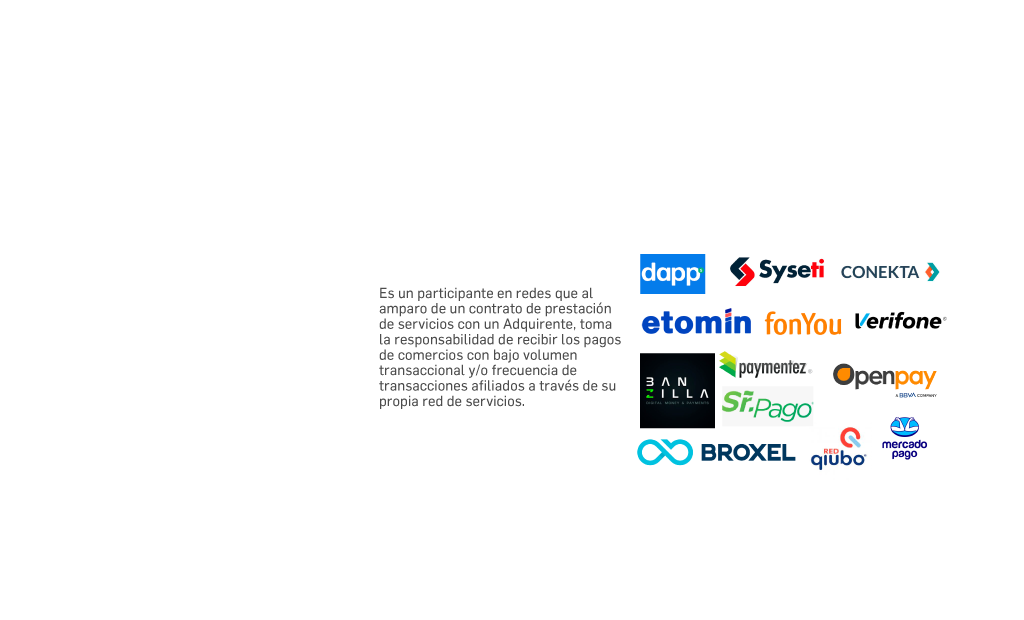 Es un participante en redes que al
amparo de un contrato de prestación
de servicios con un Adquirente, toma
la responsabilidad de recibir los pagos
de comercios con bajo volumen
transaccional y/o frecuencia de
transacciones afiliados a través de su
propia red de servicios.
dapp
Syseti
CONEKTA
etomin
fonYou
Verifone
BAN
ZILLA
DIGITAL MONEY & PAYMENTS
paymentez
Sr.Pago
Openpay
A BBVA COMPANY
BROXEL
RED
qiubo
mercado
pago